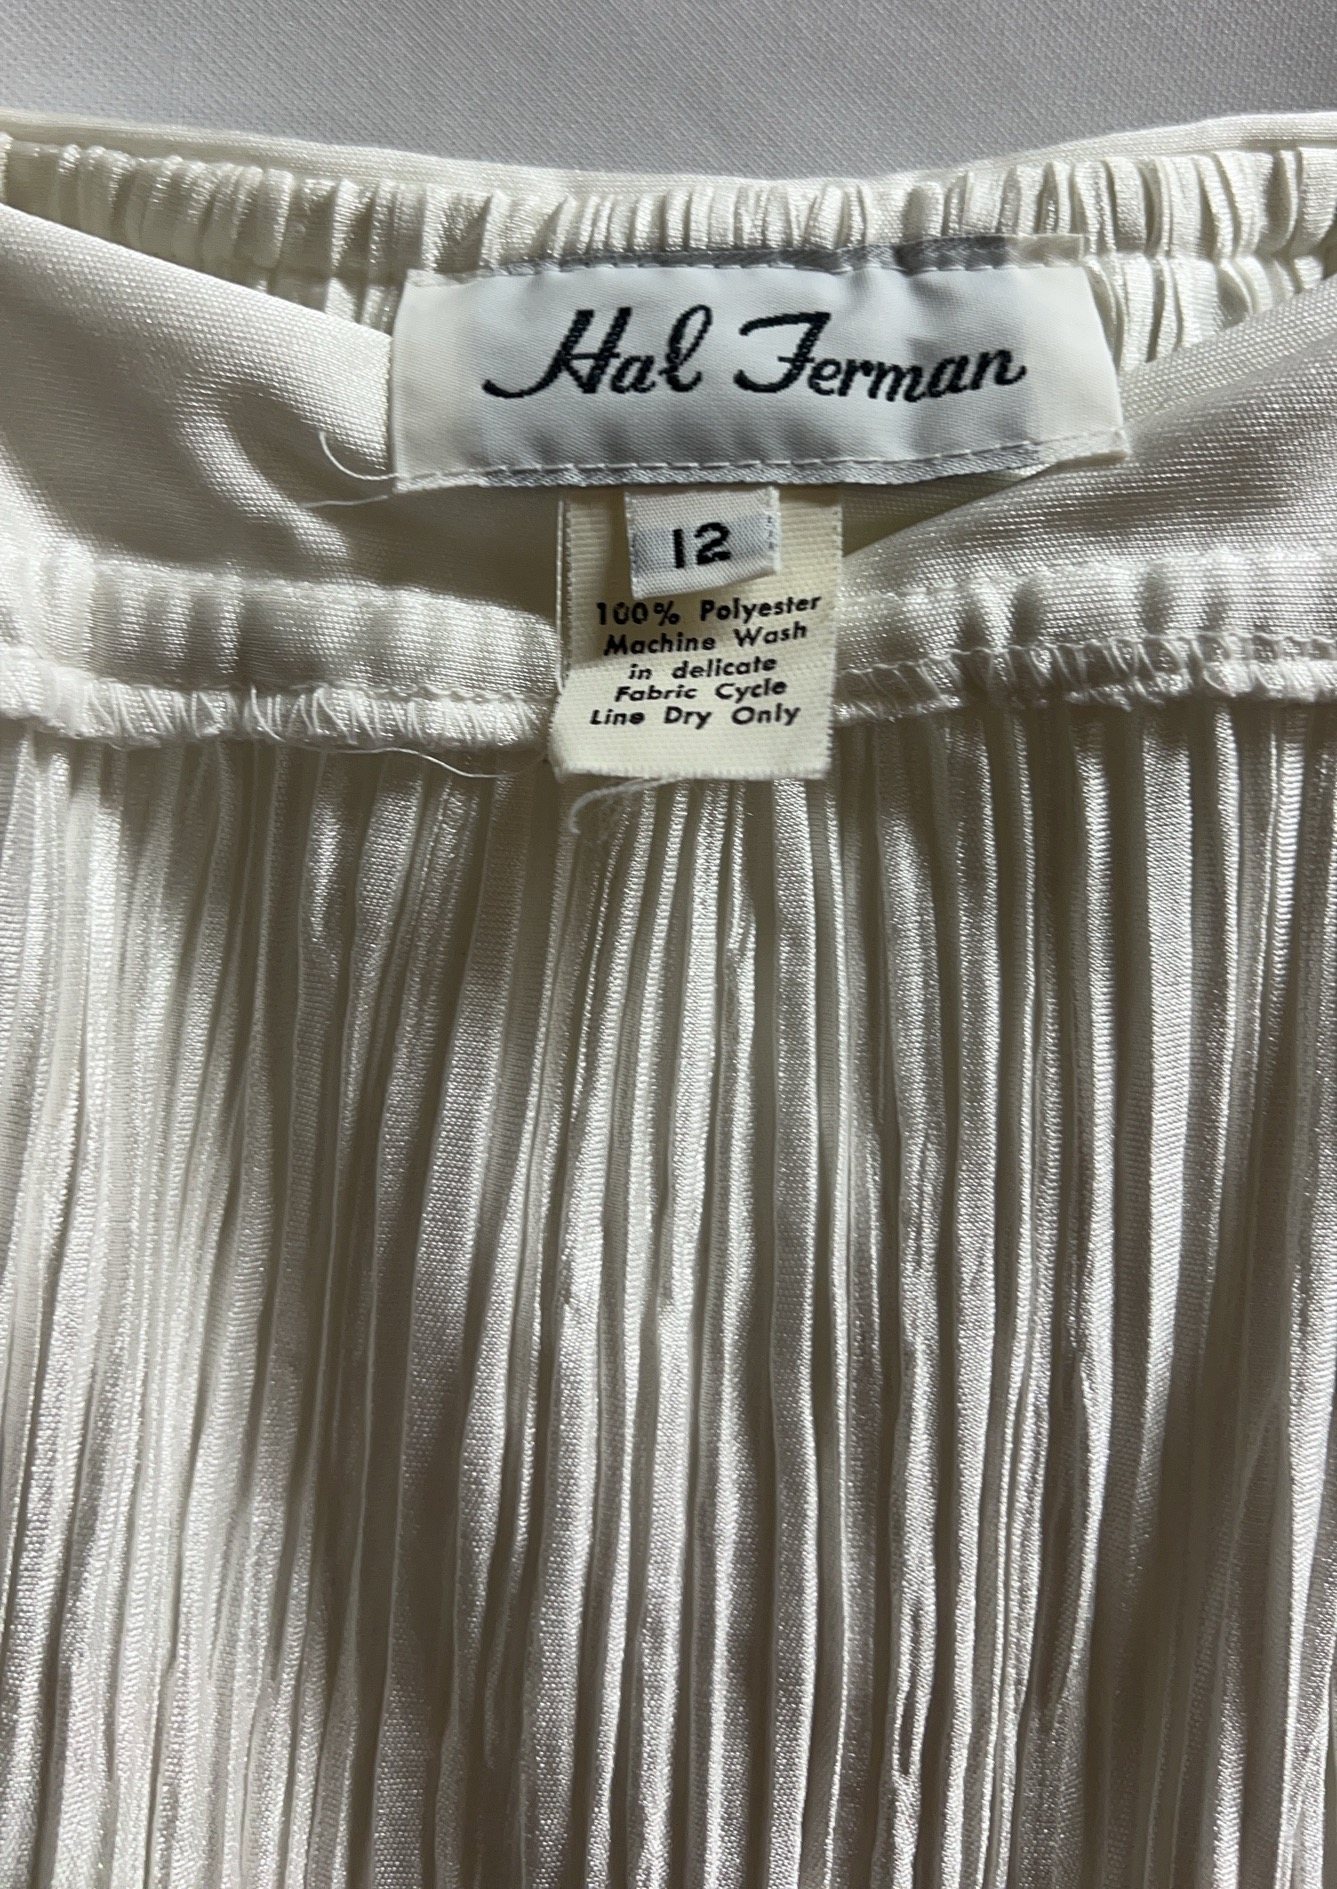 Hal Ferman
12
100% Polyester
Machine Wash
in delicate
Fabric Cycle
Line Dry Only